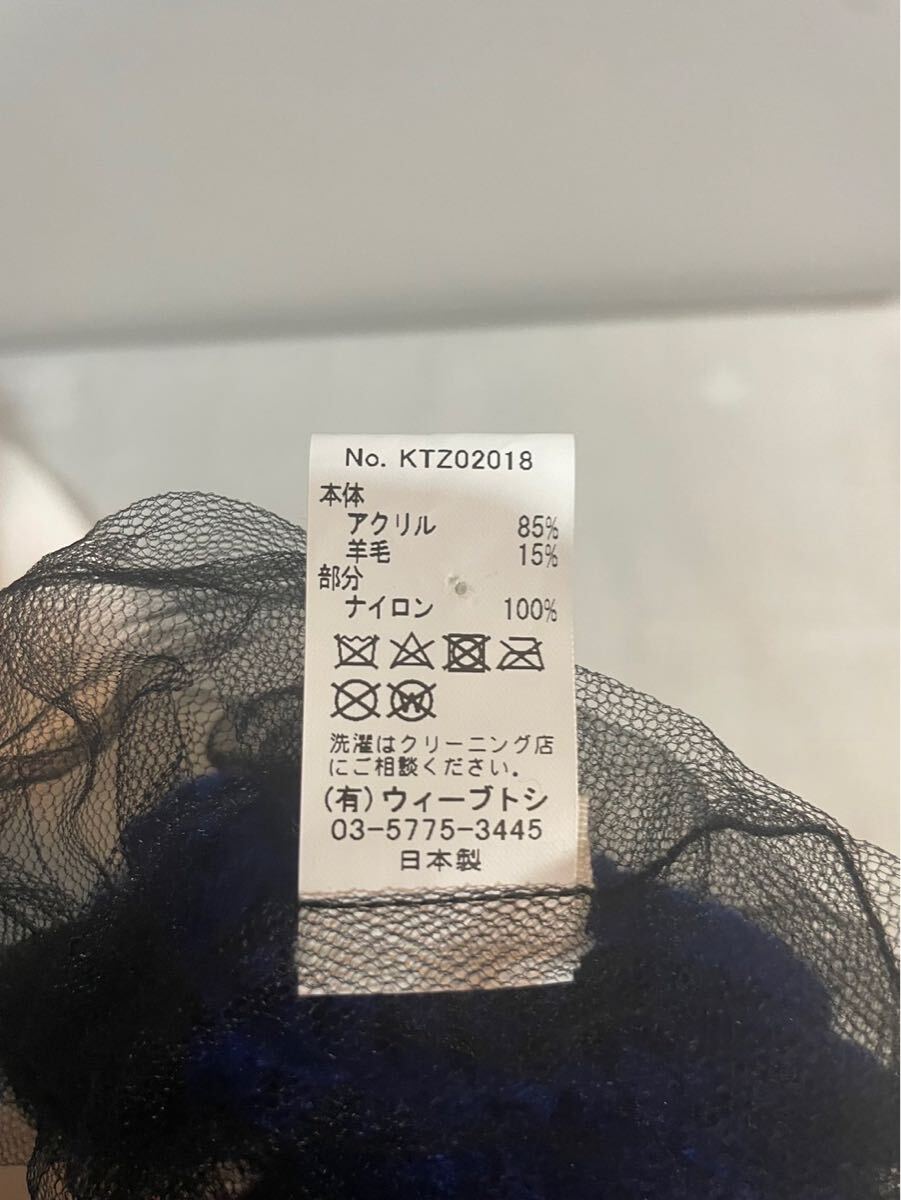 No. KTZ02018
本体
アクリル 85%
羊毛 15%
部分
ナイロン 100%
W
洗濯はクリーニング店
にご相談ください。
(有)ウィーブトシ
03-5775-3445
日本製